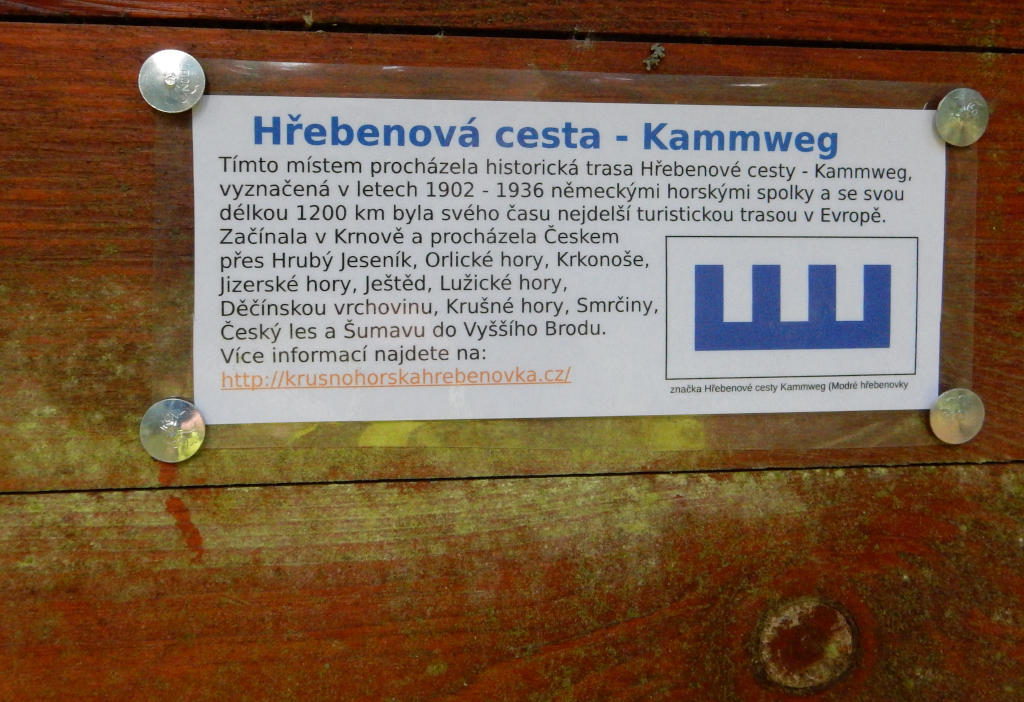 Hřebenová cesta - Kammweg
Tímto místem procházela historická trasa Hřebenové cesty - Kammweg,
vyznačená v letech 1902 - 1936 německými horskými spolky a se svou
délkou 1200 km byla svého času nejdelší turistickou trasou v Evropě.
Začínala v Krnově a procházela Českem
přes Hrubý Jeseník, Orlické hory, Krkonoše,
Jizerské hory, Ještěd, Lužické hory,
Děčínskou vrchovinu, Krušné hory, Smrčiny,
Český les a Šumavu do Vyššího Brodu.
Více informací najdete na:
http://krusnohorskahrebenovka.cz/
značka Hřebenové cesty Kammweg (Modré hřebenovky